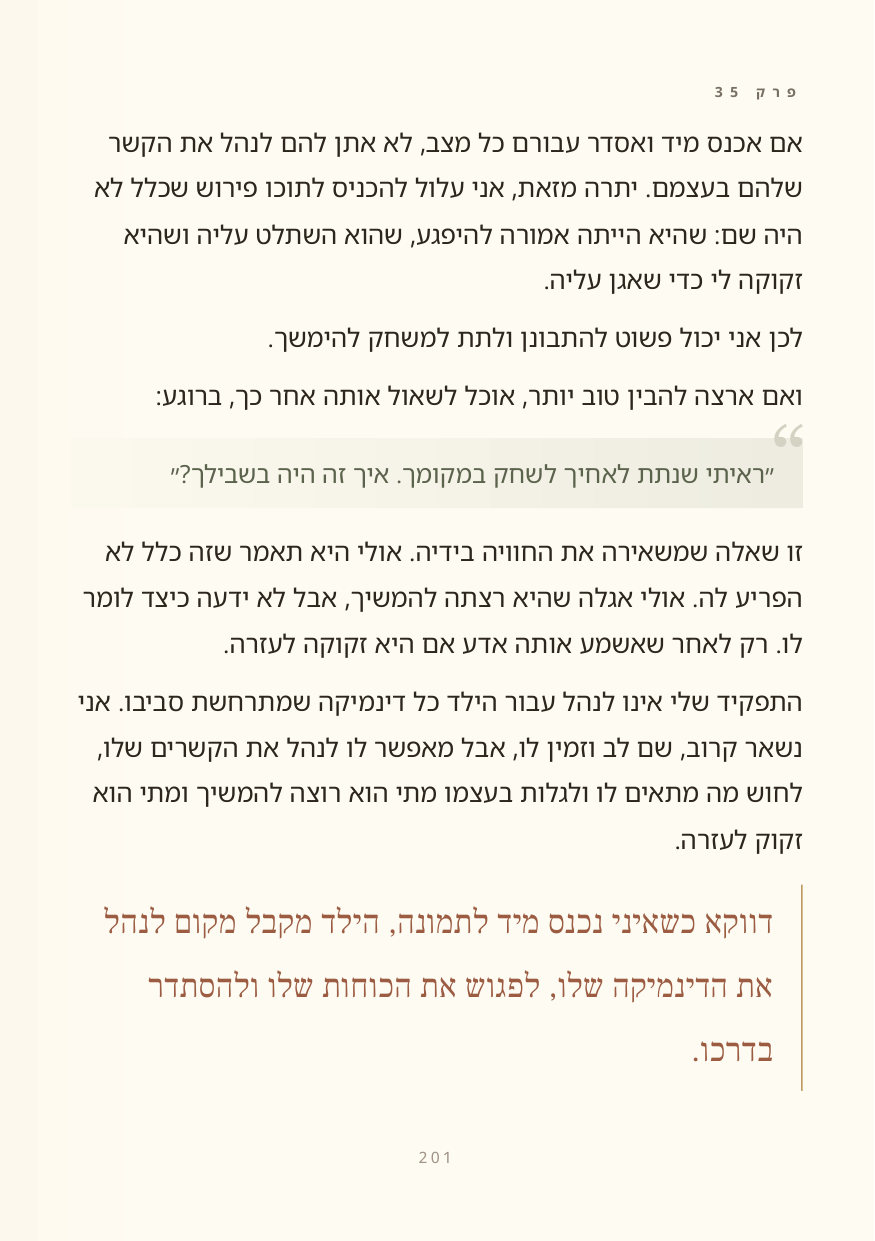 פרק 35
אם אכנס מיד ואסדר עבורם כל מצב, לא אתן להם לנהל את הקשר
שלהם בעצמם. יתרה מזאת, אני עלול להכניס לתוכו פירוש שכלל לא
היה שם: שהיא הייתה אמורה להיפגע, שהוא השתלט עליה ושהיא
זקוקה לי כדי שאגן עליה.
לכן אני יכול פשוט להתבונן ולתת למשחק להימשך.
ואם ארצה להבין טוב יותר, אוכל לשאול אותה אחר כך, ברוגע:
“
״ראיתי שנתת לאחיך לשחק במקומך. איך זה היה בשבילך?״
זו שאלה שמשאירה את החוויה בידיה. אולי היא תאמר שזה כלל לא
הפריע לה. אולי אגלה שהיא רצתה להמשיך, אבל לא ידעה כיצד לומר
לו. רק לאחר שאשמע אותה אדע אם היא זקוקה לעזרה.
התפקיד שלי אינו לנהל עבור הילד כל דינמיקה שמתרחשת סביבו. אני
נשאר קרוב, שם לב וזמין לו, אבל מאפשר לו לנהל את הקשרים שלו,
לחוש מה מתאים לו ולגלות בעצמו מתי הוא רוצה להמשיך ומתי הוא
זקוק לעזרה.
דווקא כשאיני נכנס מיד לתמונה, הילד מקבל מקום לנהל
את הדינמיקה שלו, לפגוש את הכוחות שלו ולהסתדר
בדרכו.
201